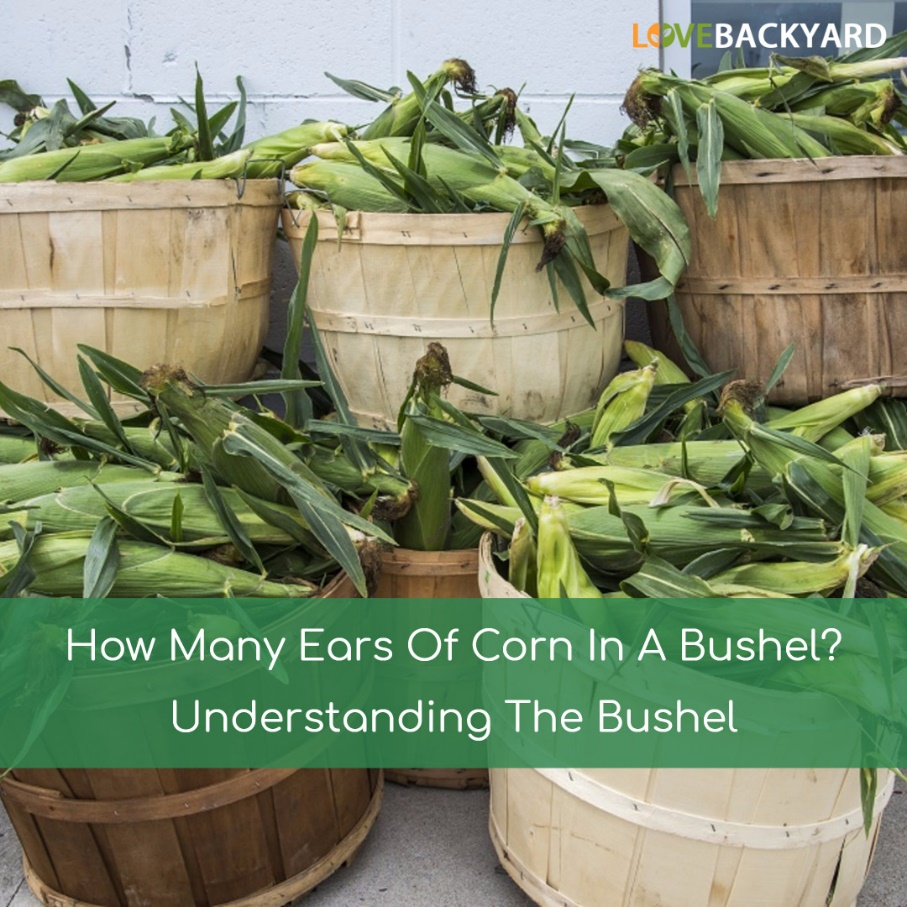 LOVEBACKYARD
How Many Ears Of Corn In A Bushel?
Understanding The Bushel